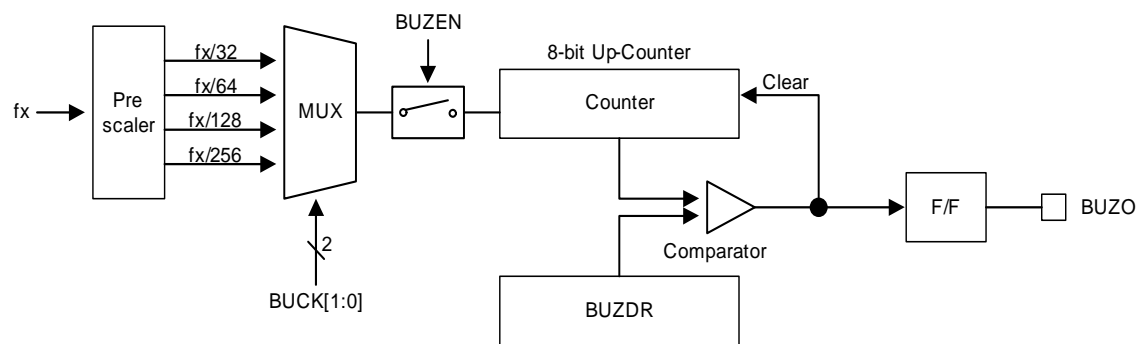 BUZEN
fx/32
fx/64
fx/128
fx/256
fx
Pre
scaler
MUX
8-bit Up-Counter
Counter
Clear
2
BUCK[1:0]
Comparator
F/F
BUZO
BUZDR